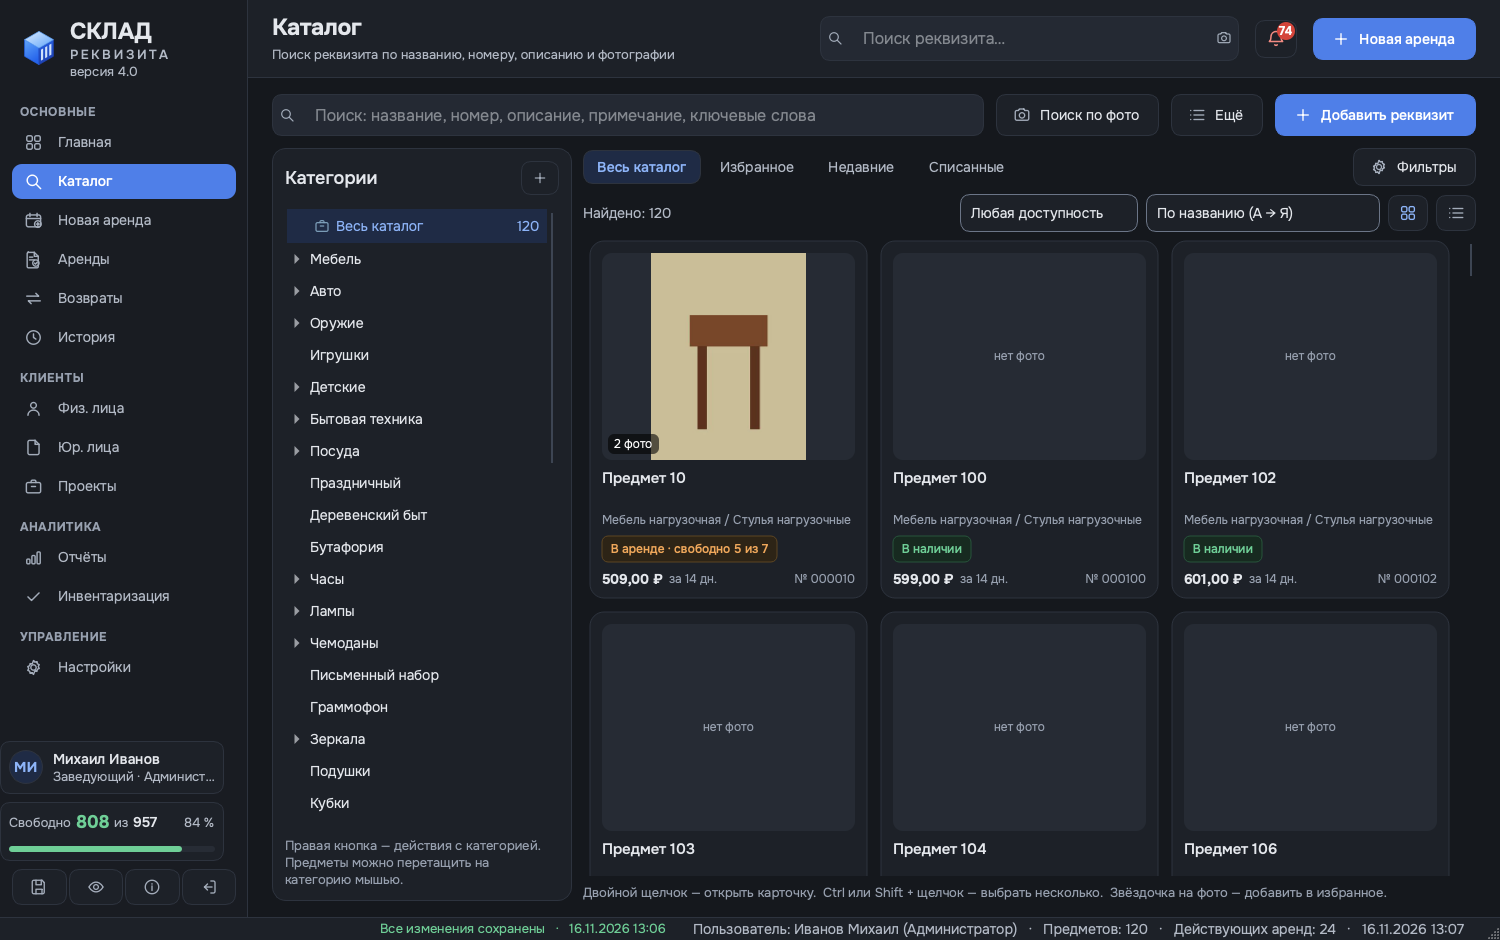 СКЛАД
РЕКВИЗИТА
версия 4.0
ОСНОВНЫЕ
Главная
Каталог
Новая аренда
Аренды
Возвраты
История
КЛИЕНТЫ
Физ. лица
Юр. лица
Проекты
АНАЛИТИКА
Отчёты
Инвентаризация
УПРАВЛЕНИЕ
Настройки
МИ
Михаил Иванов
Заведующий · Админист...
Свободно 808 из 957 84 %
Каталог
Поиск реквизита по названию, номеру, описанию и фотографии
Поиск реквизита...
74
Новая аренда
Поиск: название, номер, описание, примечание, ключевые слова
Поиск по фото
Ещё
Добавить реквизит
Категории
Весь каталог 120
Мебель
Авто
Оружие
Игрушки
Детские
Бытовая техника
Посуда
Праздничный
Деревенский быт
Бутафория
Часы
Лампы
Чемоданы
Письменный набор
Граммофон
Зеркала
Подушки
Кубки
Правая кнопка — действия с категорией.
Предметы можно перетащить на
категорию мышью.
Весь каталог Избранное Недавние Списанные
Фильтры
Найдено: 120
Любая доступность
По названию (А → Я)
2 фото
Предмет 10
Мебель нагрузочная / Стулья нагрузочные
В аренде · свободно 5 из 7
509,00 ₽ за 14 дн. № 000010
нет фото
Предмет 100
Мебель нагрузочная / Стулья нагрузочные
В наличии
599,00 ₽ за 14 дн. № 000100
нет фото
Предмет 102
Мебель нагрузочная / Стулья нагрузочные
В наличии
601,00 ₽ за 14 дн. № 000102
нет фото
Предмет 103
нет фото
Предмет 104
нет фото
Предмет 106
Двойной щелчок — открыть карточку. Ctrl или Shift + щелчок — выбрать несколько. Звёздочка на фото — добавить в избранное.
Все изменения сохранены · 16.11.2026 13:06 Пользователь: Иванов Михаил (Администратор) · Предметов: 120 · Действующих аренд: 24 · 16.11.2026 13:07